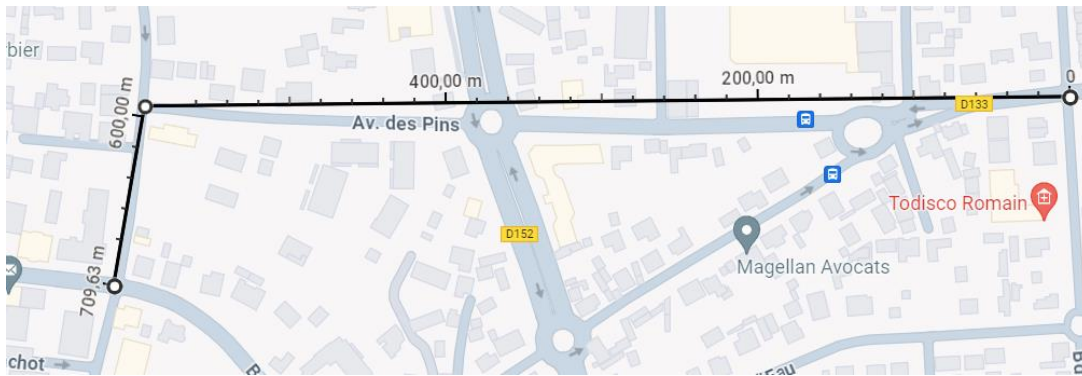 rbier
600,00 m
400,00 m
200,00 m
0
D133
Av. des Pins
Todisco Romain
D152
Magellan Avocats
709,63 m
chot